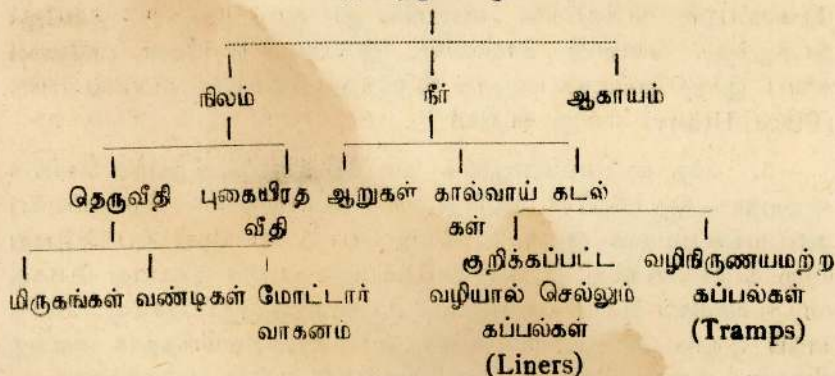 நிலம் நீர் ஆகாயம்
தெருவீதி புகையிரத ஆறுகள் கால்வாய் கடல்
வீதி கள்
குறிக்கப்பட்ட வழிநிருணயமற்ற
மிருகங்கள் வண்டிகள் மோட்டார் வழியால் செல்லும் கப்பல்கள்
வாகனம் கப்பல்கள் (Tramps)
(Liners)